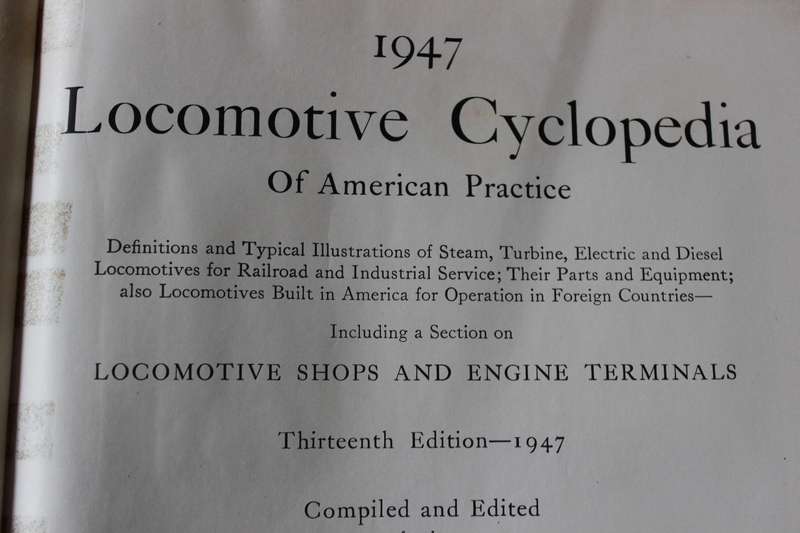 1947
Locomotive Cyclopedia
Of American Practice
Definitions and Typical Illustrations of Steam, Turbine, Electric and Diesel
Locomotives for Railroad and Industrial Service; Their Parts and Equipment;
also Locomotives Built in America for Operation in Foreign Countries—
Including a Section on
LOCOMOTIVE SHOPS AND ENGINE TERMINALS
Thirteenth Edition—1947
Compiled and Edited